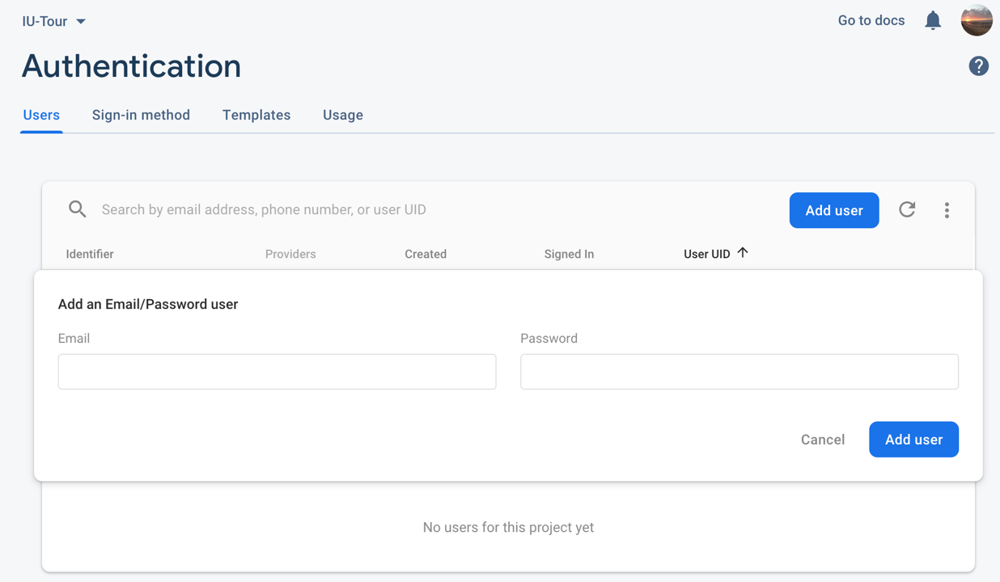 IU-Tour Go to docs
Authentication
Users Sign-in method Templates Usage
Search by email address, phone number, or user UID Add user
Identifier Providers Created Signed In User UID
Add an Email/Password user
Email Password
Cancel Add user
No users for this project yet